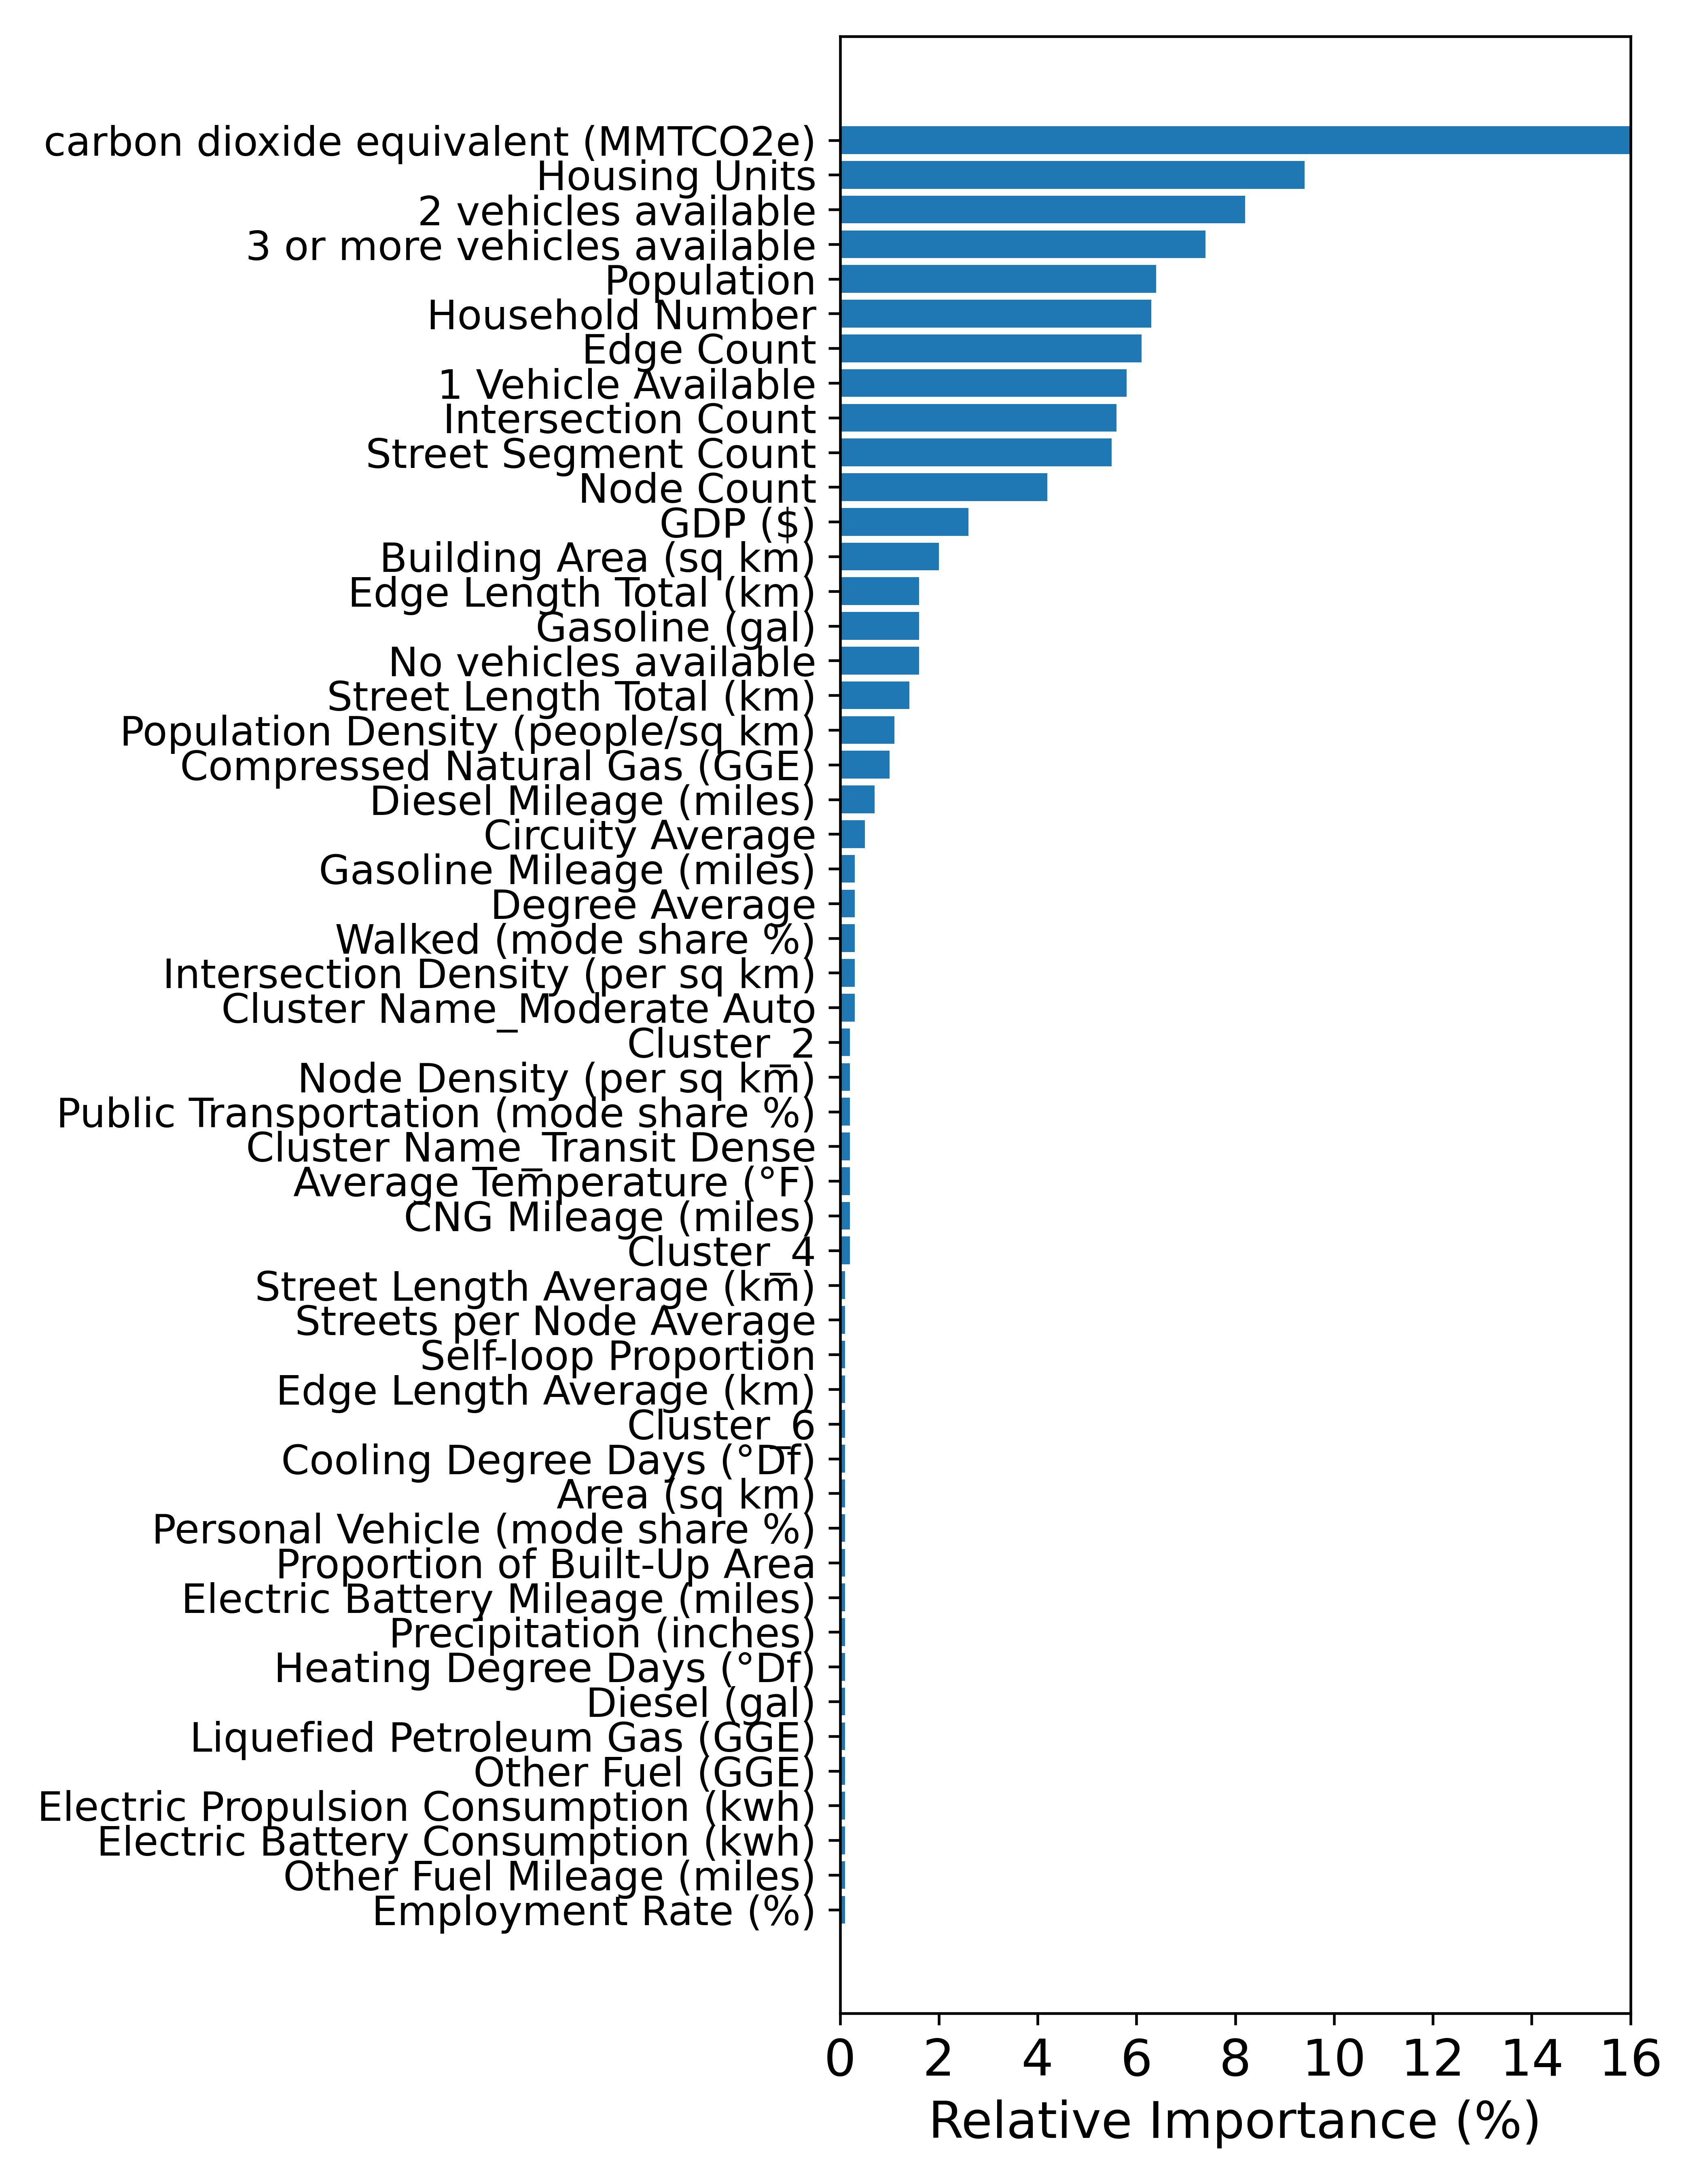 carbon dioxide equivalent (MMTCO2e)
Housing Units
2 vehicles available
3 or more vehicles available
Population
Household Number
Edge Count
1 Vehicle Available
Intersection Count
Street Segment Count
Node Count
GDP ($)
Building Area (sq km)
Edge Length Total (km)
Gasoline (gal)
No vehicles available
Street Length Total (km)
Population Density (people/sq km)
Compressed Natural Gas (GGE)
Diesel Mileage (miles)
Circuity Average
Gasoline Mileage (miles)
Degree Average
Walked (mode share %)
Intersection Density (per sq km)
Cluster Name_Moderate Auto
Cluster_2
Node Density (per sq km)
Public Transportation (mode share %)
Cluster Name_Transit Dense
Average Temperature (°F)
CNG Mileage (miles)
Cluster_4
Street Length Average (km)
Streets per Node Average
Self-loop Proportion
Edge Length Average (km)
Cluster_6
Cooling Degree Days (°Df)
Area (sq km)
Personal Vehicle (mode share %)
Proportion of Built-Up Area
Electric Battery Mileage (miles)
Precipitation (inches)
Heating Degree Days (°Df)
Diesel (gal)
Liquefied Petroleum Gas (GGE)
Other Fuel (GGE)
Electric Propulsion Consumption (kwh)
Electric Battery Consumption (kwh)
Other Fuel Mileage (miles)
Employment Rate (%)
0 2 4 6 8 10 12 14 16
Relative Importance (%)